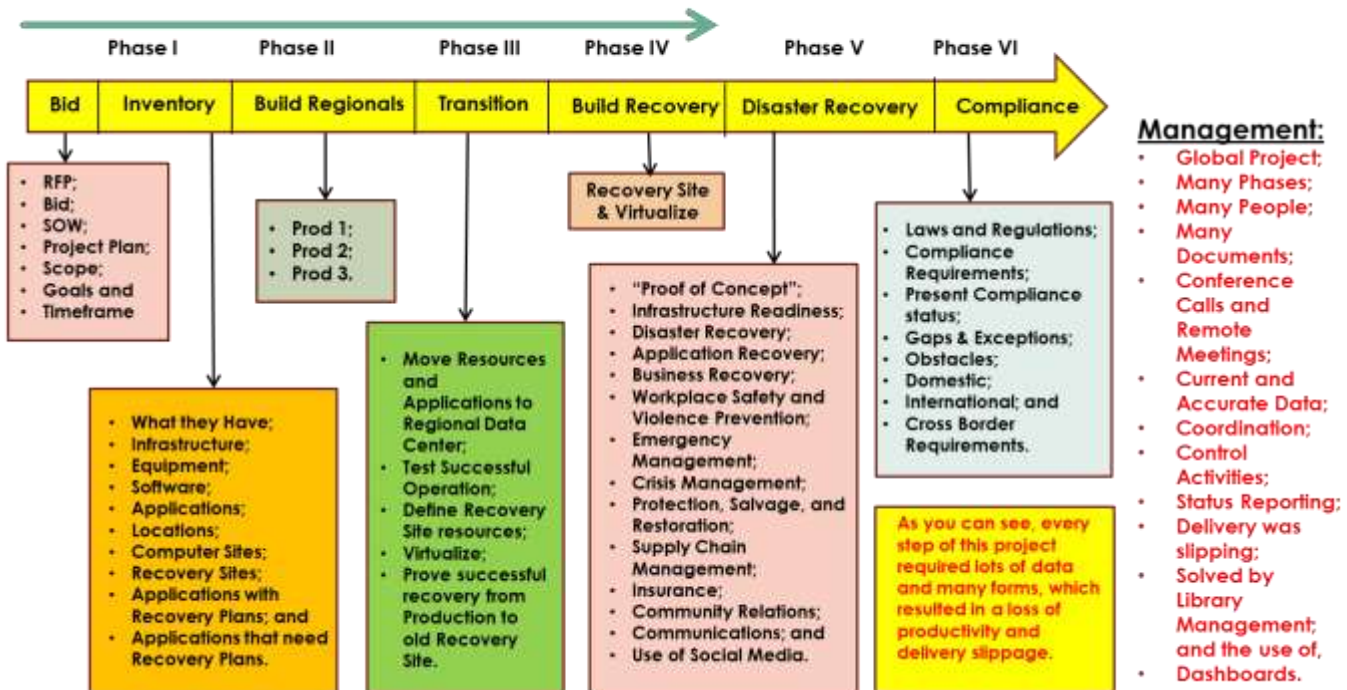 Phase I
Phase II
Phase III
Phase IV
Phase V
Phase VI
Bid
Inventory
Build Regionals
Transition
Build Recovery
Disaster Recovery
Compliance
• RFP;
• Bid;
• SOW;
• Project Plan;
• Scope;
• Goals and
Timeframe
• What they Have;
• Infrastructure;
• Equipment;
• Software;
• Applications;
• Locations;
• Computer Sites;
• Recovery Sites;
• Applications with
Recovery Plans; and
• Applications that need
Recovery Plans.
• Prod 1;
• Prod 2;
• Prod 3.
• Move Resources
and
Applications to
Regional Data
Center;
• Test Successful
Operation;
• Define Recovery
Site resources;
• Virtualize;
• Prove successful
recovery from
Production to
old Recovery
Site.
Recovery Site
& Virtualize
• "Proof of Concept";
• Infrastructure Readiness;
• Disaster Recovery;
• Application Recovery;
• Business Recovery;
• Workplace Safety and
Violence Prevention;
• Emergency
Management;
• Crisis Management;
• Protection, Salvage, and
Restoration;
• Supply Chain
Management;
• Insurance;
• Community Relations;
• Communications; and
• Use of Social Media.
• Laws and Regulations;
• Compliance
Requirements;
• Present Compliance
status;
• Gaps & Exceptions;
• Obstacles;
• Domestic;
• International; and
• Cross Border
Requirements.
As you can see, every
step of this project
required lots of data
and many forms, which
resulted in a loss of
productivity and
delivery slippage.
Management:
• Global Project;
• Many Phases;
• Many People;
• Many
Documents;
• Conference
Calls and
Remote
Meetings;
• Current and
Accurate Data;
• Coordination;
• Control
Activities;
• Status Reporting;
• Delivery was
slipping;
• Solved by
Library
Management;
and the use of,
• Dashboards.